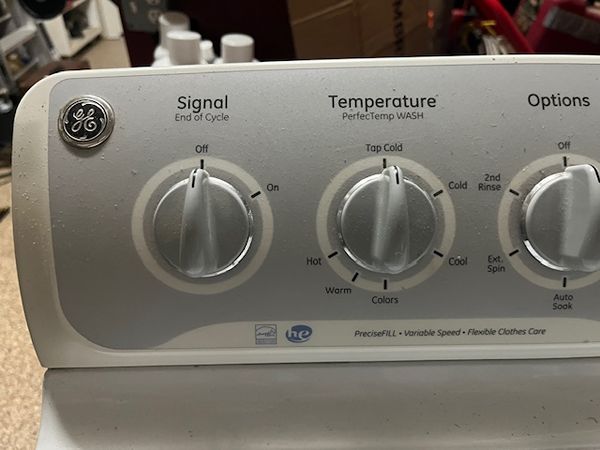 Signal
End of Cycle
Off
On
GE
Temperature
PerfecTemp WASH
Tap Cold
Cold
Cool
Colors
Warm
Hot
Options
Off
2nd
Rinse
Ext.
Spin
Auto
Soak
he
PreciseFILL • Variable Speed • Flexible Clothes Care